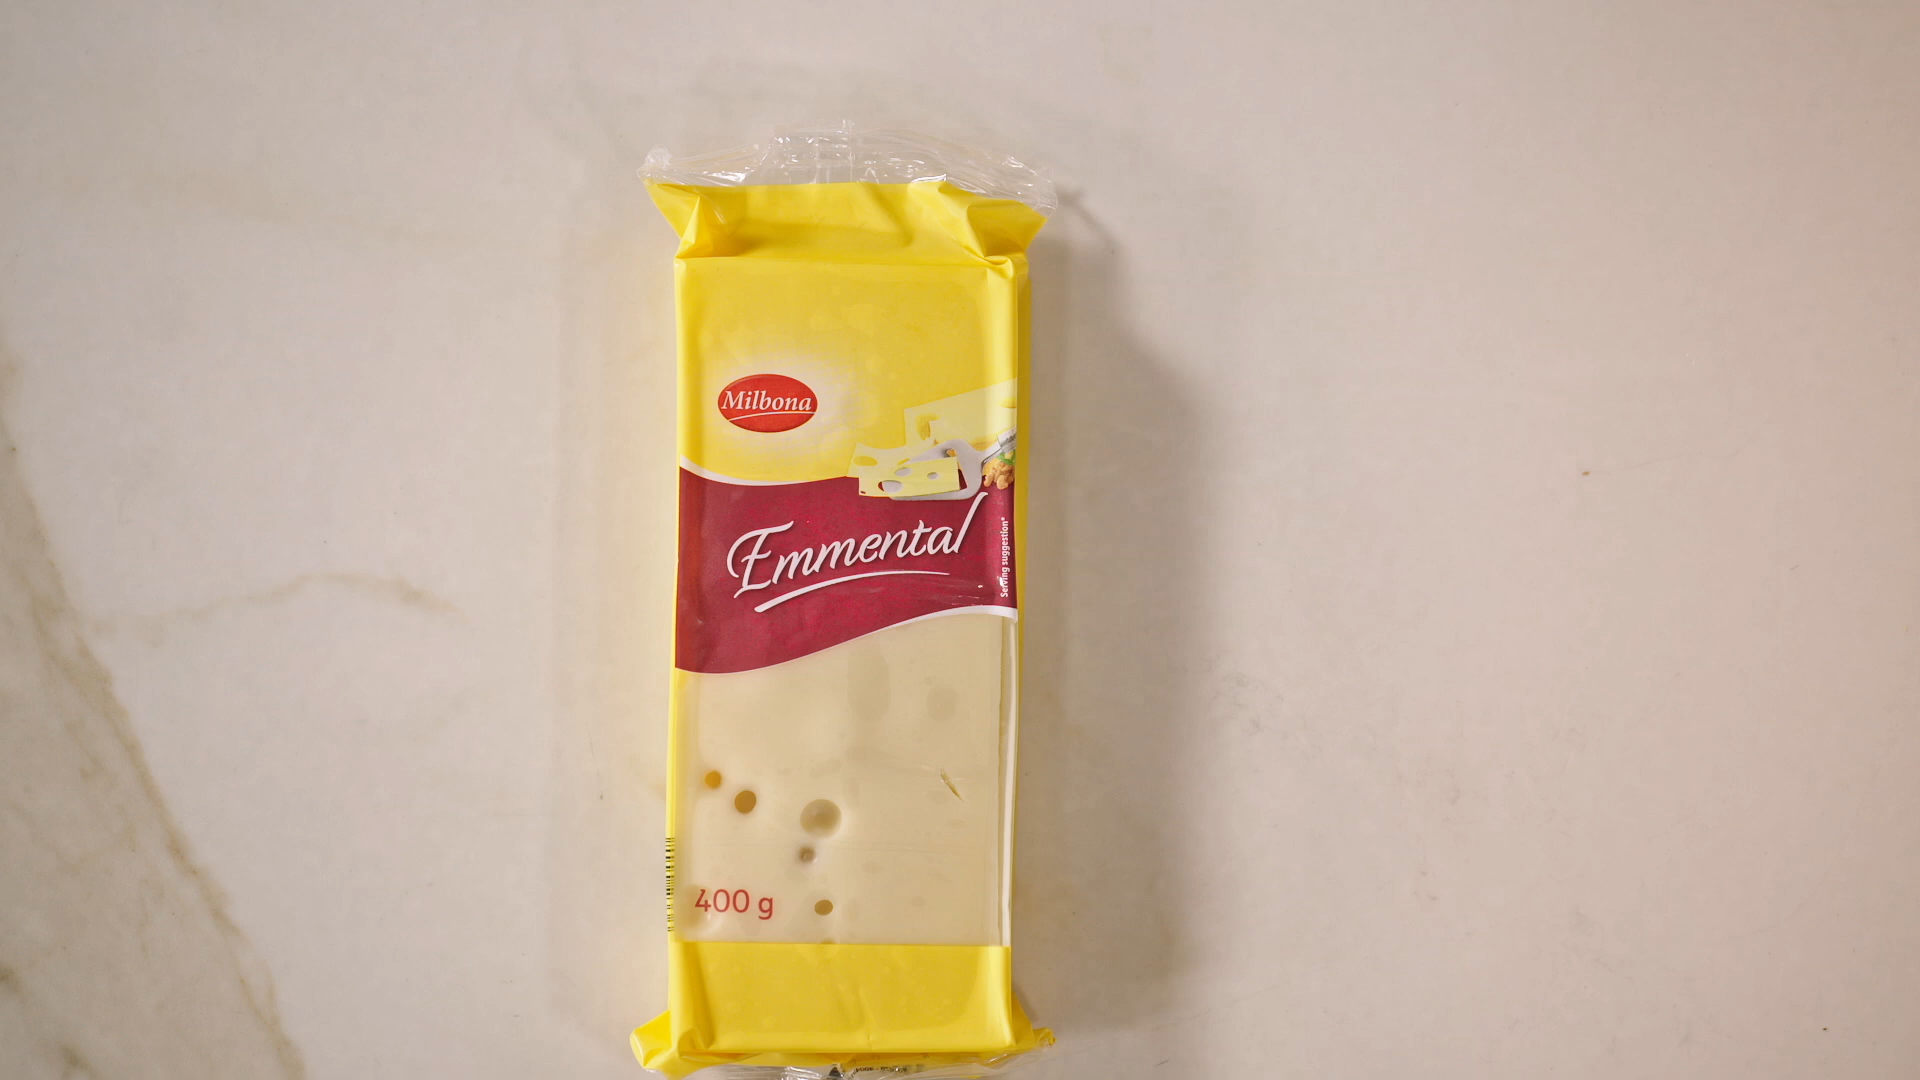 Milbona
Emmental
Serving suggestion*
400 g